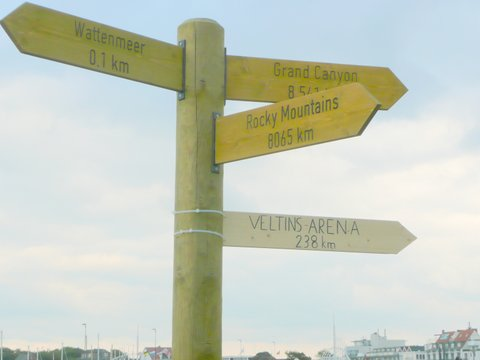 Wattenmeer
0.1 km
Grand Canyon
Rocky Mountains
8065 km
VELTINS-ARENA
238 km